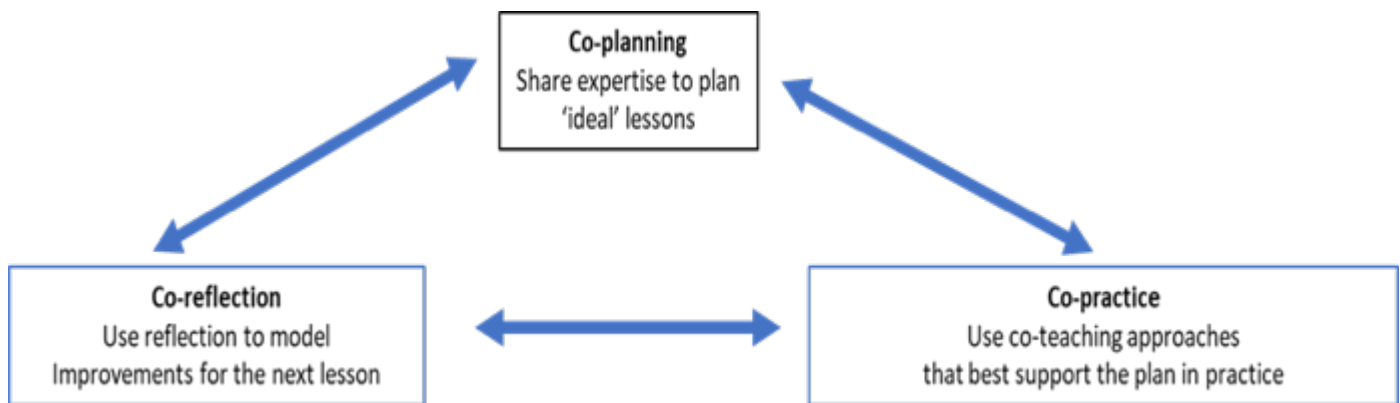 Co-planning
Share expertise to plan
‘ideal’ lessons
Co-reflection
Use reflection to model
Improvements for the next lesson
Co-practice
Use co-teaching approaches
that best support the plan in practice